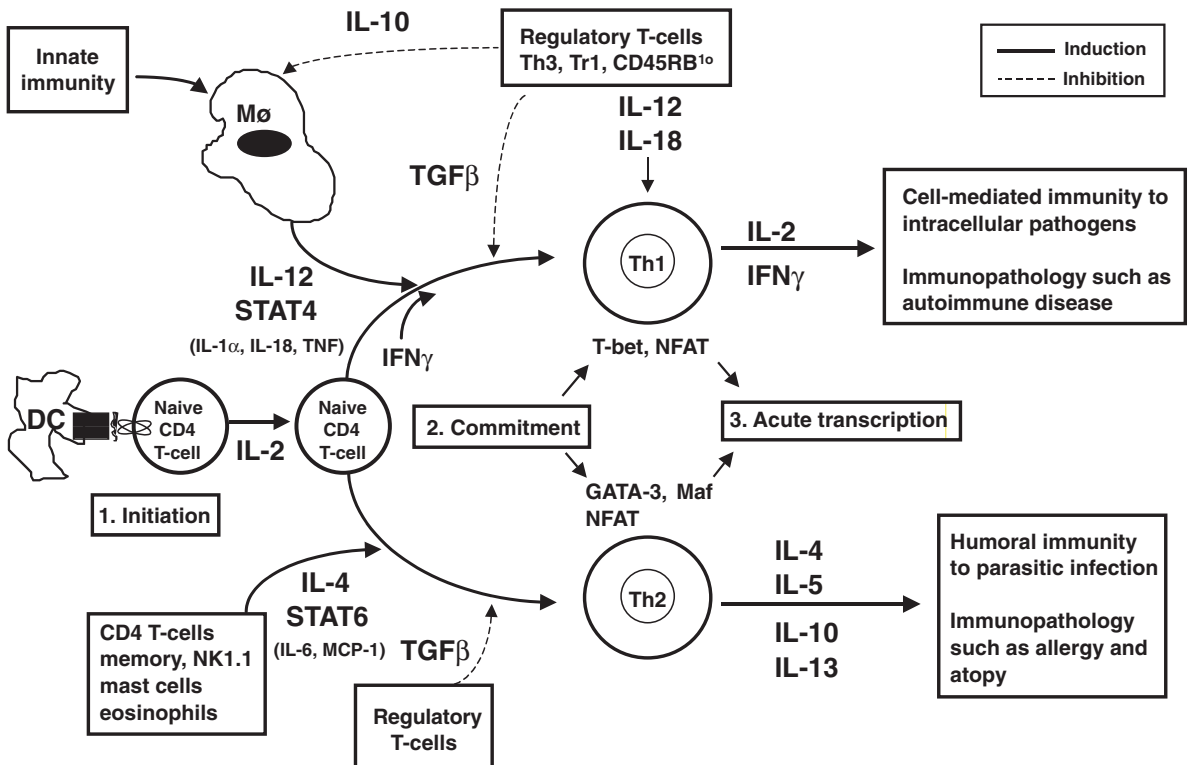 Innate
immunity
IL-10
Regulatory T-cells
Th3, Tr1, CD45RB¹ᵒ
Induction
Inhibition
Mø
IL-12
IL-18
TGFβ
Cell-mediated immunity to
intracellular pathogens
Immunopathology such as
autoimmune disease
Th1
IL-2
IFNγ
IL-12
STAT4
(IL-1α, IL-18, TNF)
IFNγ
T-bet, NFAT
DC
Naive
CD4
T-cell
IL-2
Naive
CD4
T-cell
2. Commitment
3. Acute transcription
1. Initiation
GATA-3, Maf
NFAT
IL-4
STAT6
(IL-6, MCP-1)
TGFβ
Th2
IL-4
IL-5
IL-10
IL-13
Humoral immunity
to parasitic infection
Immunopathology
such as allergy and
atopy
CD4 T-cells
memory, NK1.1
mast cells
eosinophils
Regulatory
T-cells